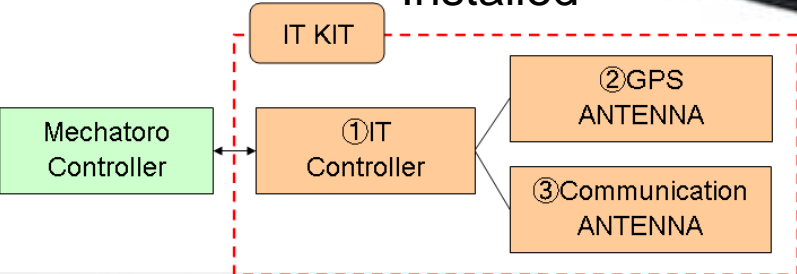 Installed
IT KIT
Mechatoro
Controller
①IT
Controller
②GPS
ANTENNA
③Communication
ANTENNA